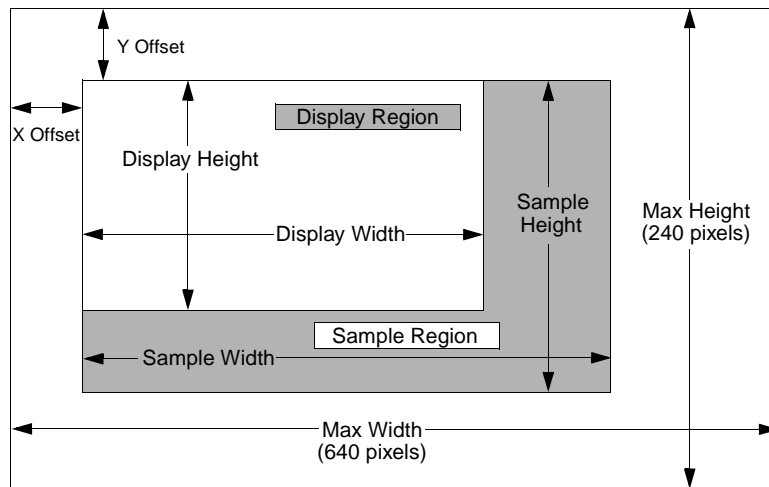 Y Offset
X Offset
Display Region
Display Height
Sample
Height
Max Height
(240 pixels)
Display Width
Sample Region
Sample Width
Max Width
(640 pixels)